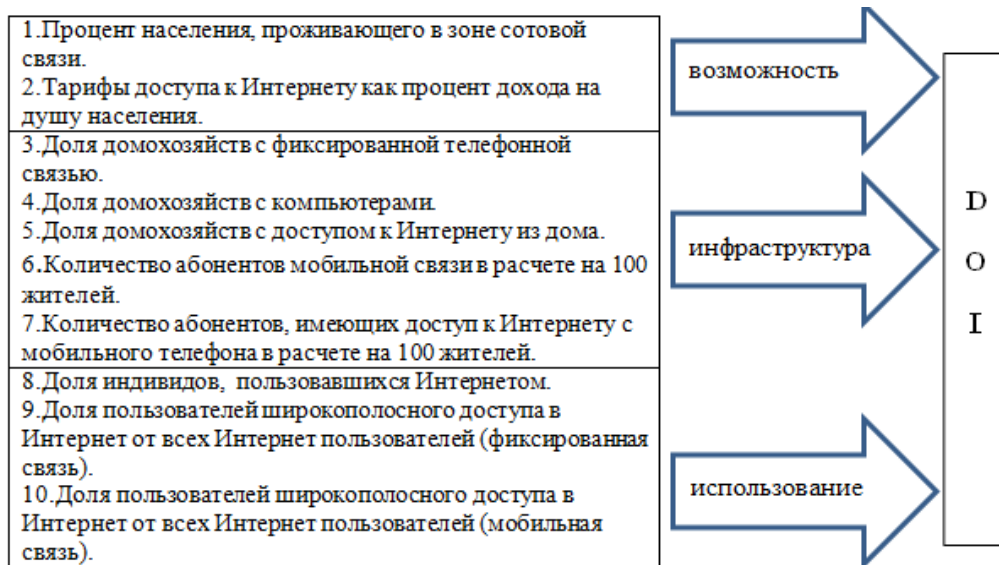 1.Процент населения, проживающего в зоне сотовой
связи.
2.Тарифы доступа к Интернету как процент дохода на
душу населения.
возможность
3.Доля домохозяйств с фиксированной телефонной
связью.
4.Доля домохозяйств с компьютерами.
5.Доля домохозяйств с доступом к Интернету из дома.
6.Количество абонентов мобильной связи в расчете на 100
жителей.
7.Количество абонентов, имеющих доступ к Интернету с
мобильного телефона в расчете на 100 жителей.
инфраструктура
8.Доля индивидов, пользовавшихся Интернетом.
9.Доля пользователей широкополосного доступа в
Интернет от всех Интернет пользователей (фиксированная
связь).
10.Доля пользователей широкополосного доступа в
Интернет от всех Интернет пользователей (мобильная
связь).
использование
D
O
I